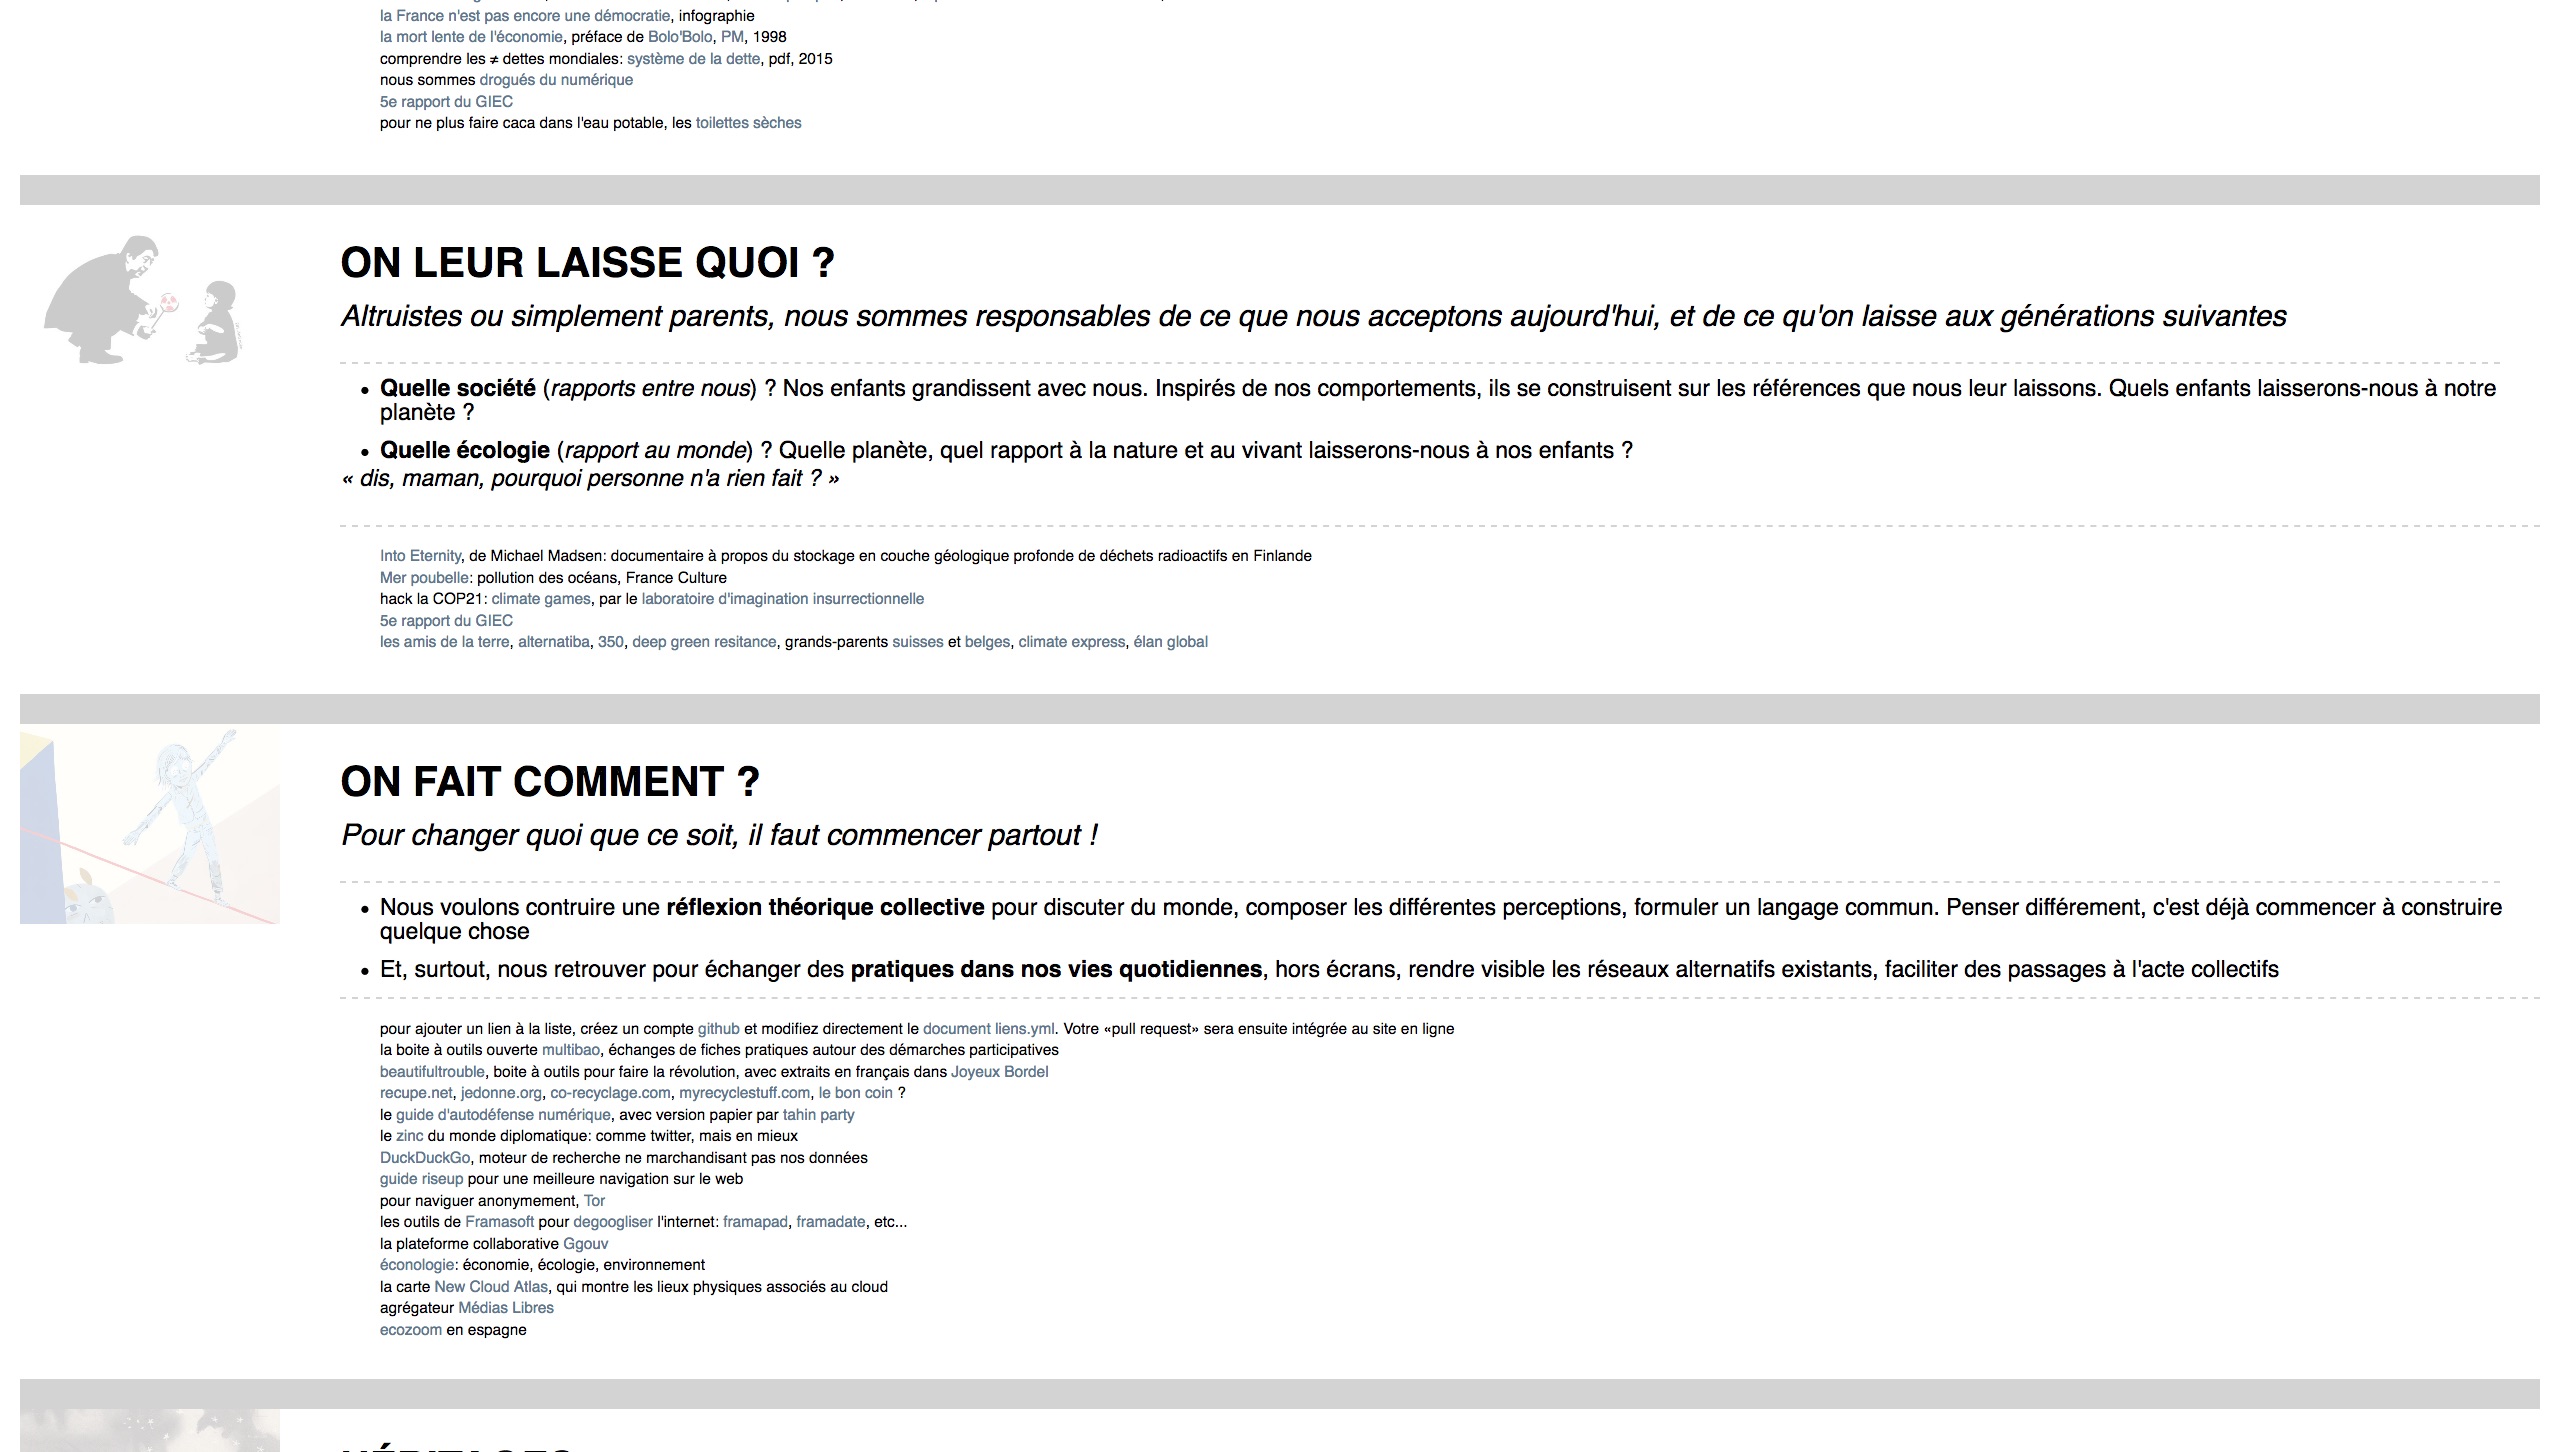 la France n'est pas encore une démocratie, infographie
la mort lente de l'économie, préface de Bolo'Bolo, PM, 1998
comprendre les ≠ dettes mondiales: système de la dette, pdf, 2015
nous sommes drogués du numérique
5e rapport du GIEC
pour ne plus faire caca dans l'eau potable, les toilettes sèches
ON LEUR LAISSE QUOI ?
Altruistes ou simplement parents, nous sommes responsables de ce que nous acceptons aujourd'hui, et de ce qu'on laisse aux générations suivantes
• Quelle société (rapports entre nous) ? Nos enfants grandissent avec nous. Inspirés de nos comportements, ils se construisent sur les références que nous leur laissons. Quels enfants laisserons-nous à notre
planète ?
• Quelle écologie (rapport au monde) ? Quelle planète, quel rapport à la nature et au vivant laisserons-nous à nos enfants ?
« dis, maman, pourquoi personne n'a rien fait ? »
Into Eternity, de Michael Madsen: documentaire à propos du stockage en couche géologique profonde de déchets radioactifs en Finlande
Mer poubelle: pollution des océans, France Culture
hack la COP21: climate games, par le laboratoire d'imagination insurrectionnelle
5e rapport du GIEC
les amis de la terre, alternatiba, 350, deep green resitance, grands-parents suisses et belges, climate express, élan global
ON FAIT COMMENT ?
Pour changer quoi que ce soit, il faut commencer partout !
• Nous voulons contruire une réflexion théorique collective pour discuter du monde, composer les différentes perceptions, formuler un langage commun. Penser différement, c'est déjà commencer à construire
quelque chose
• Et, surtout, nous retrouver pour échanger des pratiques dans nos vies quotidiennes, hors écrans, rendre visible les réseaux alternatifs existants, faciliter des passages à l'acte collectifs
pour ajouter un lien à la liste, créez un compte github et modifiez directement le document liens.yml. Votre «pull request» sera ensuite intégrée au site en ligne
la boite à outils ouverte multibao, échanges de fiches pratiques autour des démarches participatives
beautifultrouble, boite à outils pour faire la révolution, avec extraits en français dans Joyeux Bordel
recupe.net, jedonne.org, co-recyclage.com, myrecyclestuff.com, le bon coin ?
le guide d'autodéfense numérique, avec version papier par tahin party
le zinc du monde diplomatique: comme twitter, mais en mieux
DuckDuckGo, moteur de recherche ne marchandisant pas nos données
guide riseup pour une meilleure navigation sur le web
pour naviguer anonymement, Tor
les outils de Framasoft pour degoogliser l'internet: framapad, framadate, etc...
la plateforme collaborative Ggouv
éconologie: économie, écologie, environnement
la carte New Cloud Atlas, qui montre les lieux physiques associés au cloud
agrégateur Médias Libres
ecozoom en espagne